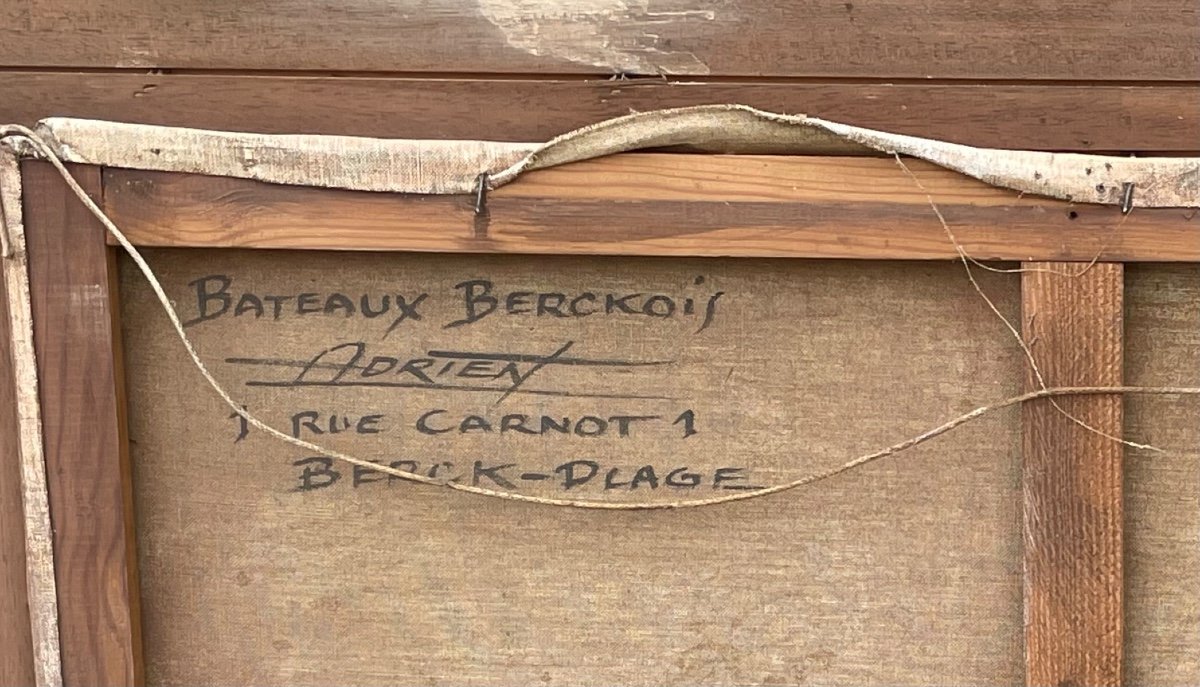 BATEAUX BERCKOIS
ADRIEN
1 RUE CARNOT 1
BERCK-PLAGE